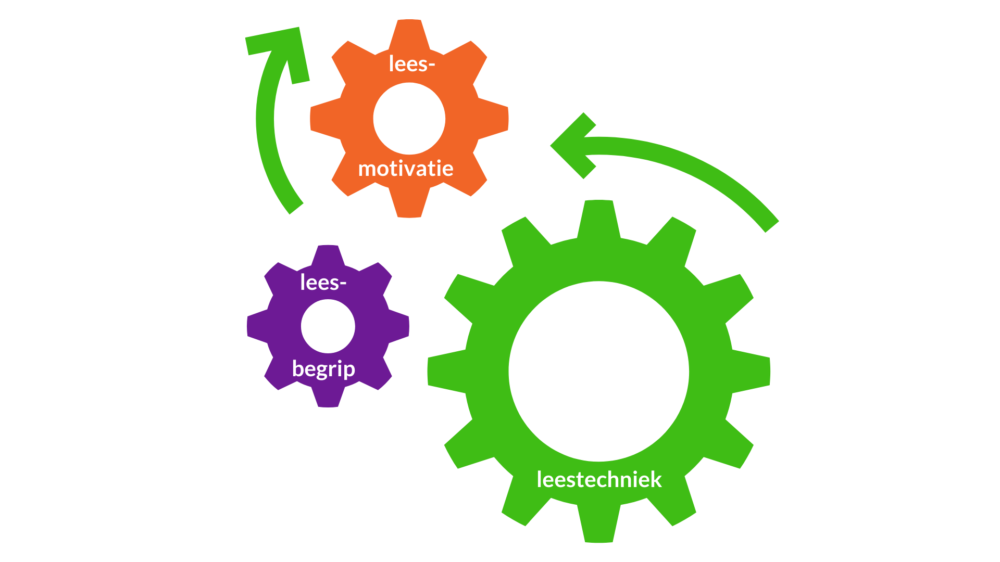 lees-
motivatie
lees-
begrip
leestechniek